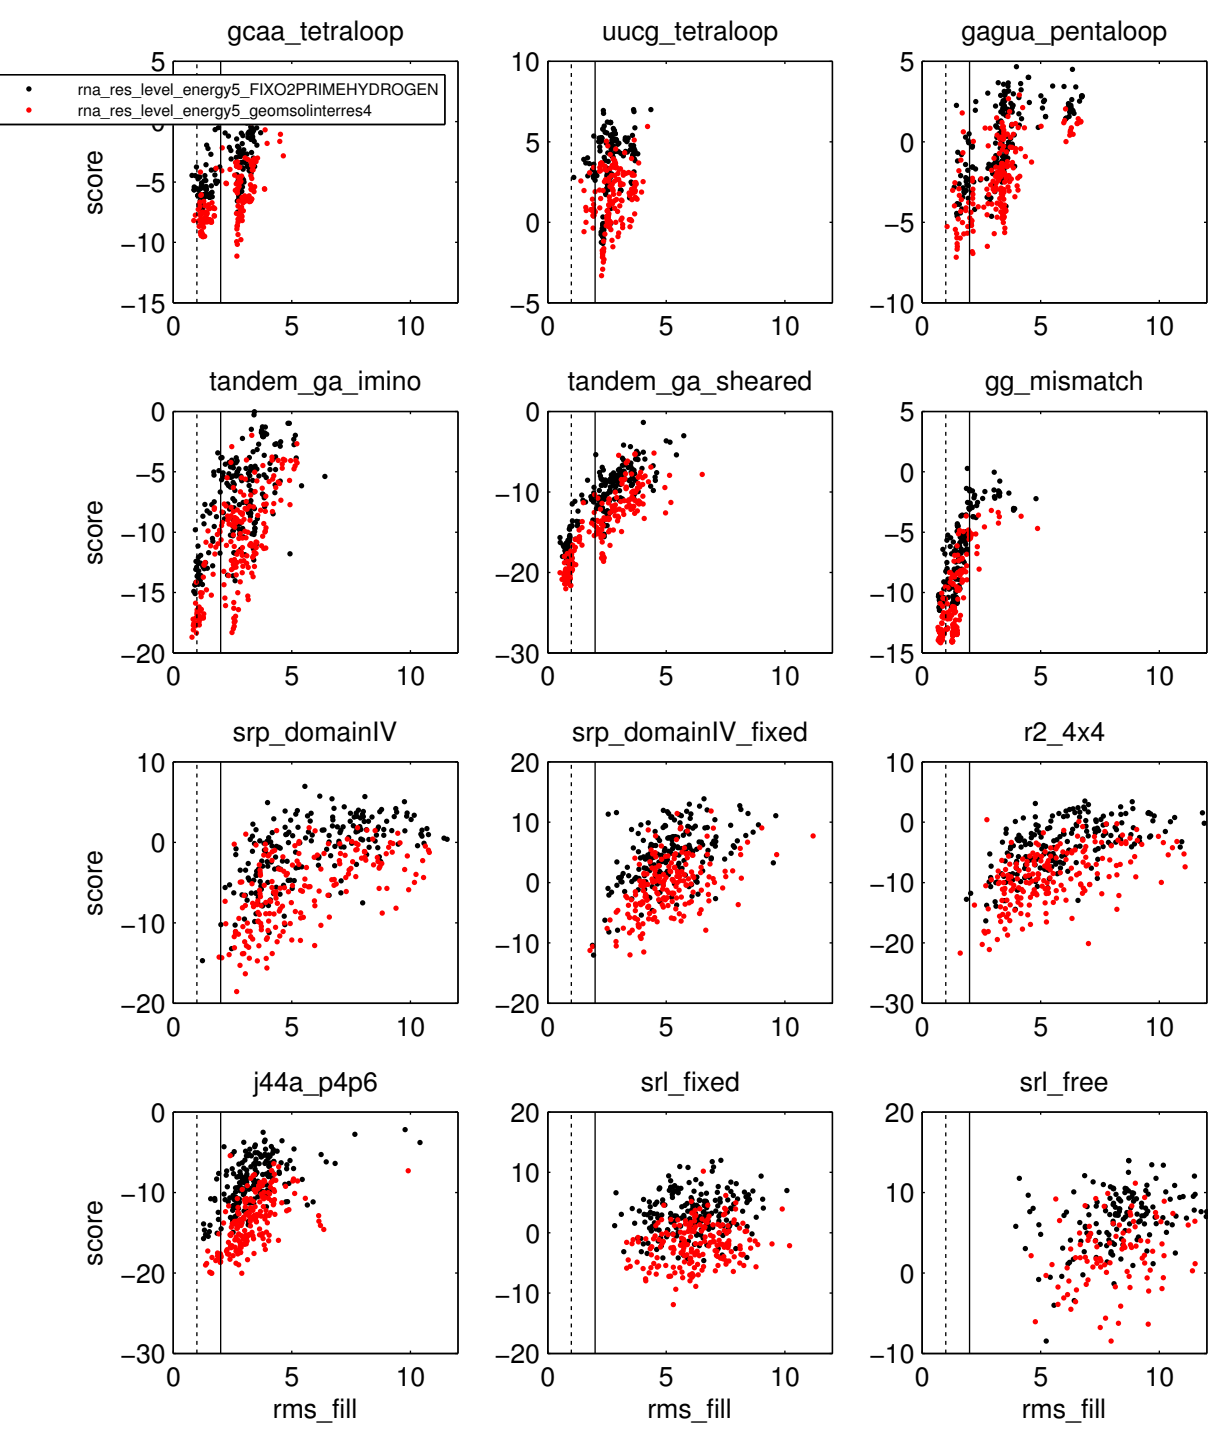 gcaa_tetraloop uucg_tetraloop gagua_pentaloop
5 10 5
rna_res_level_energy5_FIXO2PRIMEHYDROGEN
rna_res_level_energy5_geomsolinterres4
0 5 0
score
−5 0 −5
−10
−15 −5 −10
0 5 10 0 5 10 0 5 10
tandem_ga_imino tandem_ga_sheared gg_mismatch
0 0 5
−5 −10 0
score
−10 −20 −5
−15 −10
−20 −30 −15
0 5 10 0 5 10 0 5 10
srp_domainIV srp_domainIV_fixed r2_4x4
10 20 10
0 10 0
score
−10 0 −10
−10 −20
−20 −20 −30
0 5 10 0 5 10 0 5 10
j44a_p4p6 srl_fixed srl_free
0 20 20
−10 10 10
score
−20 0 0
−10
−30 −20 −10
0 5 10 0 5 10 0 5 10
rms_fill rms_fill rms_fill